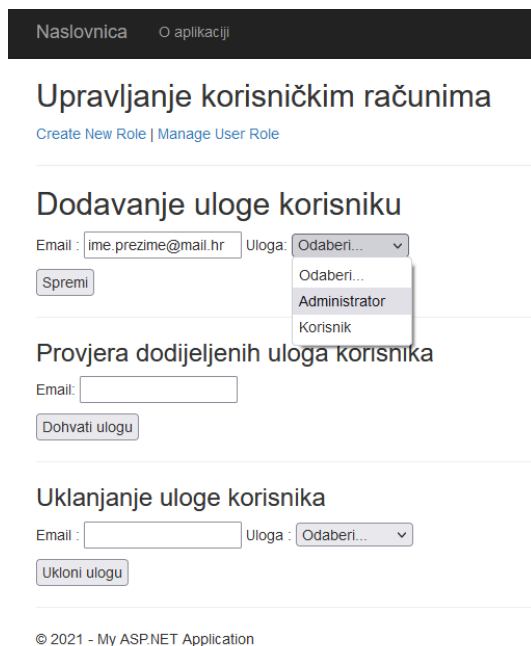 Naslovnica O aplikaciji
Upravljanje korisničkim računima
Create New Role | Manage User Role
Dodavanje uloge korisniku
Email : ime.prezime@mail.hr Uloga: Odaberi...
Odaberi...
Spremi
Administrator
Korisnik
Provjera dodijeljenih uloga korisnika
Email:
Dohvati ulogu
Uklanjanje uloge korisnika
Email : Uloga : Odaberi...
Ukloni ulogu
© 2021 - My ASP.NET Application